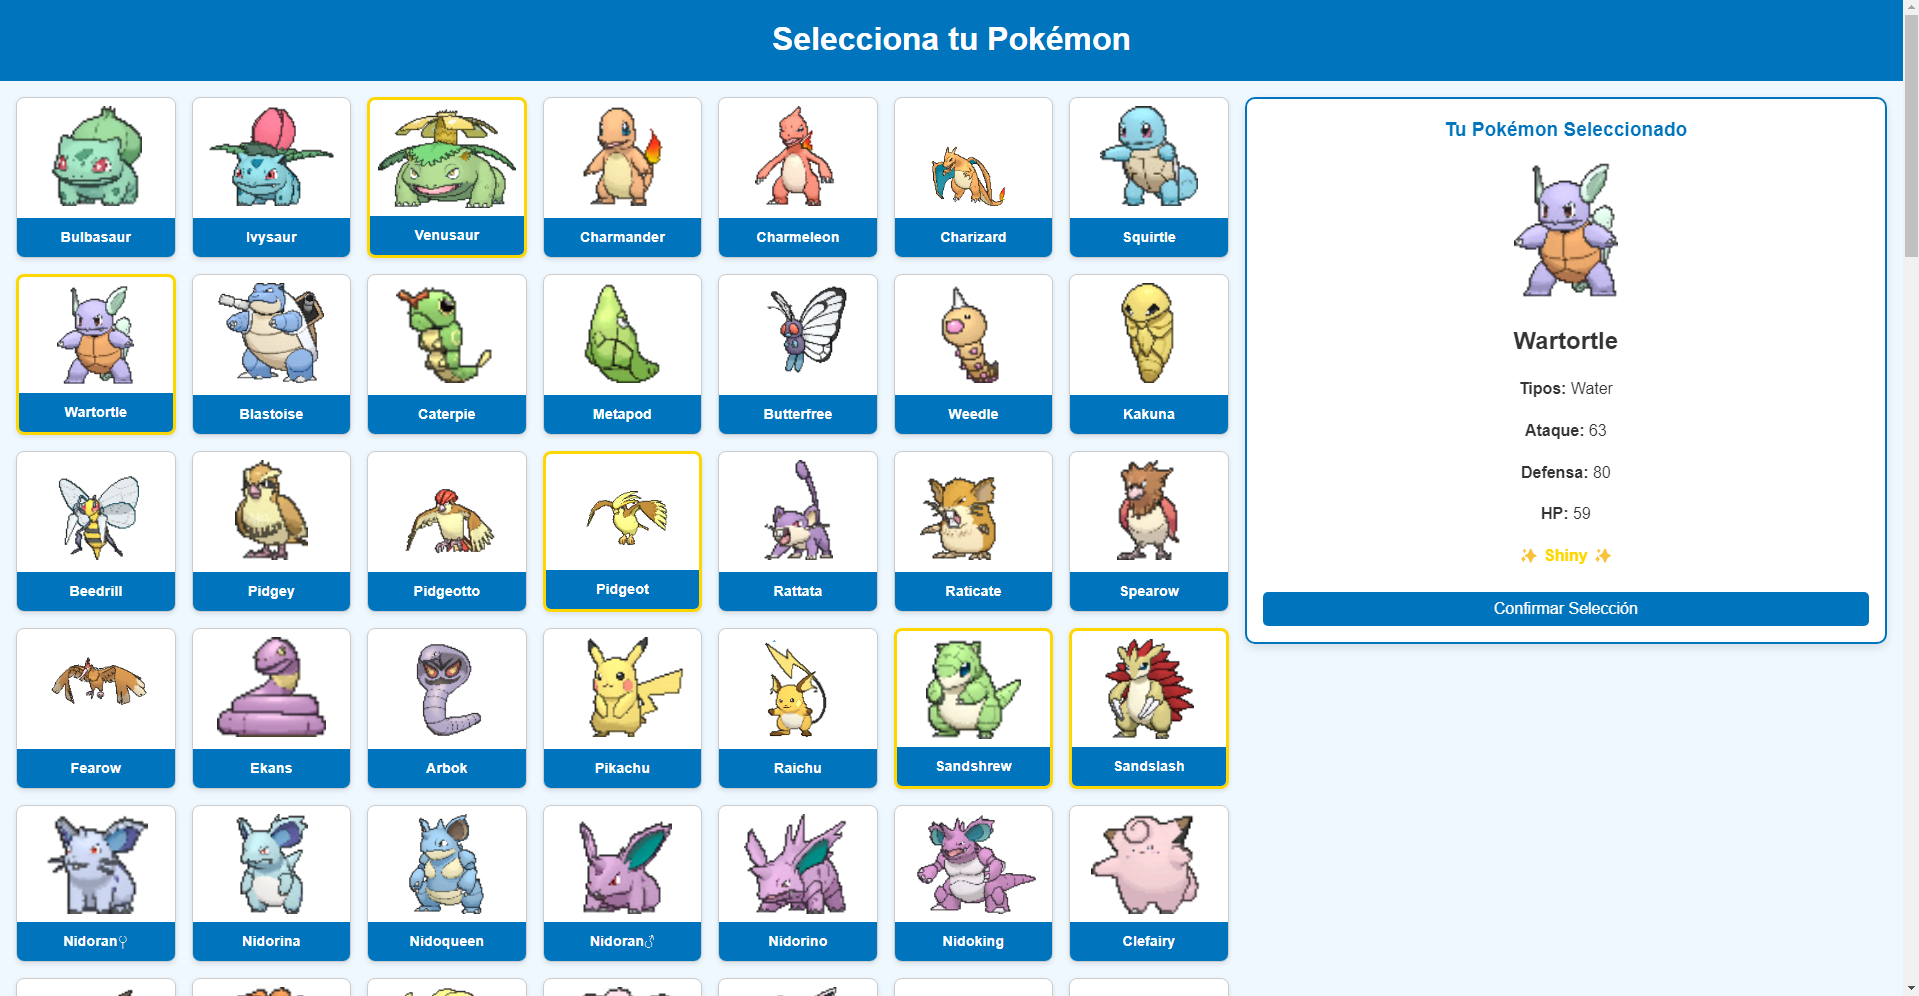 Selecciona tu Pokémon
Bulbasaur
Ivysaur
Venusaur
Charmander
Charmeleon
Charizard
Squirtle
Wartortle
Blastoise
Caterpie
Metapod
Butterfree
Weedle
Kakuna
Beedrill
Pidgey
Pidgeotto
Pidgeot
Rattata
Raticate
Spearow
Fearow
Ekans
Arbok
Pikachu
Raichu
Sandshrew
Sandslash
Nidoran♀
Nidorina
Nidoqueen
Nidoran♂
Nidorino
Nidoking
Clefairy
Tu Pokémon Seleccionado
Wartortle
Tipos: Water
Ataque: 63
Defensa: 80
HP: 59
✨ Shiny ✨
Confirmar Selección